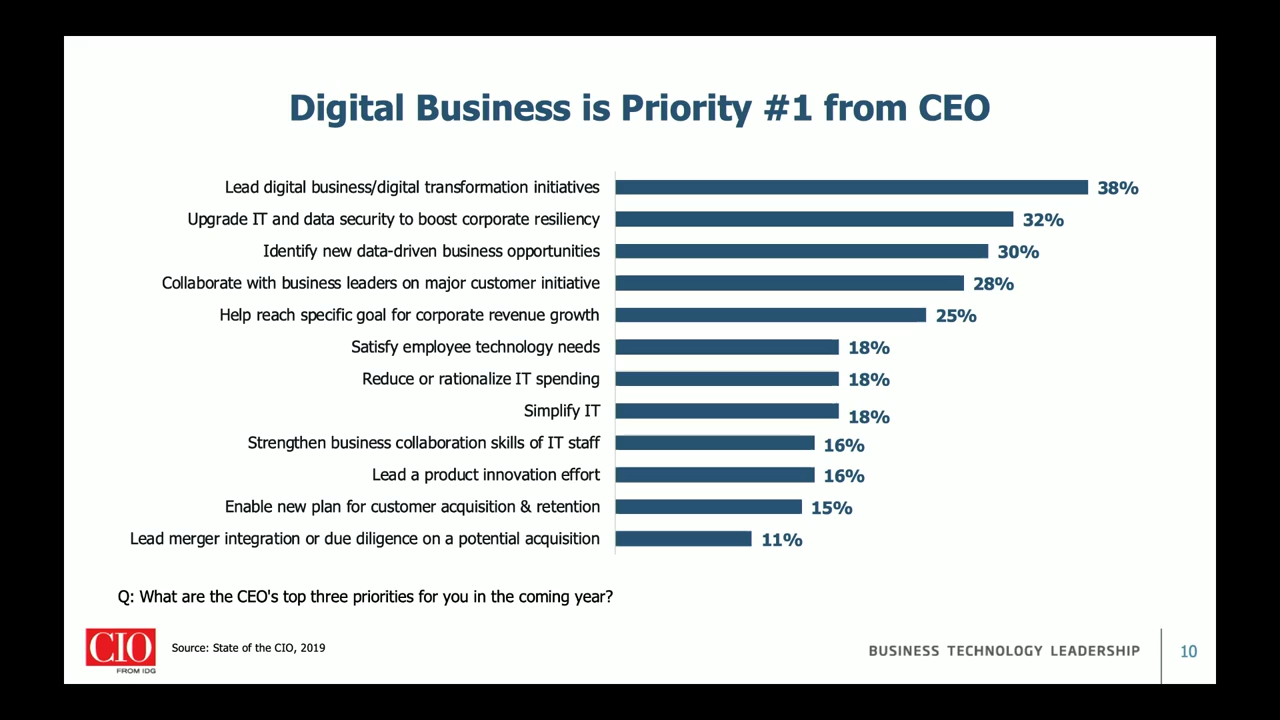 Digital Business is Priority #1 from CEO
Lead digital business/digital transformation initiatives 38%
Upgrade IT and data security to boost corporate resiliency 32%
Identify new data-driven business opportunities 30%
Collaborate with business leaders on major customer initiative 28%
Help reach specific goal for corporate revenue growth 25%
Satisfy employee technology needs 18%
Reduce or rationalize IT spending 18%
Simplify IT 18%
Strengthen business collaboration skills of IT staff 16%
Lead a product innovation effort 16%
Enable new plan for customer acquisition & retention 15%
Lead merger integration or due diligence on a potential acquisition 11%
Q: What are the CEO's top three priorities for you in the coming year?
CIO
FROM IDG
Source: State of the CIO, 2019
BUSINESS TECHNOLOGY LEADERSHIP
10